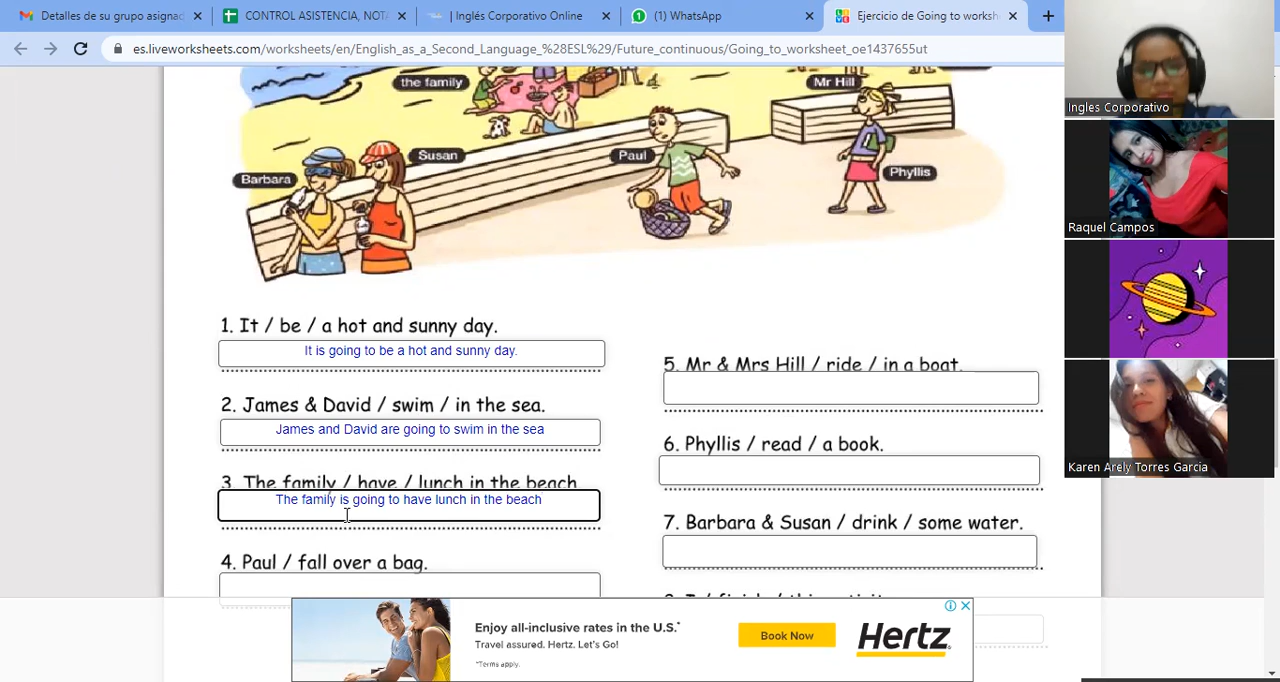 Detalles de su grupo asignad
CONTROL ASISTENCIA, NOTA
Inglés Corporativo Online
(1) WhatsApp
Ejercicio de Going to worksh
es.liveworksheets.com/worksheets/en/English_as_a_Second_Language_%28ESL%29/Future_continuous/Going_to_worksheet_oe1437655ut
the family
Mr Hill
Susan
Paul
Barbara
Phyllis
1. It / be / a hot and sunny day.
It is going to be a hot and sunny day.
2. James & David / swim / in the sea.
James and David are going to swim in the sea
3. The family / have / lunch in the beach
The family is going to have lunch in the beach
4. Paul / fall over a bag.
5. Mr & Mrs Hill / ride / in a boat.
6. Phyllis / read / a book.
7. Barbara & Susan / drink / some water.
Enjoy all-inclusive rates in the U.S.*
Travel assured. Hertz. Let's Go!
*Terms apply.
Book Now
Hertz.
Ingles Corporativo
Raquel Campos
Karen Arely Torres Garcia